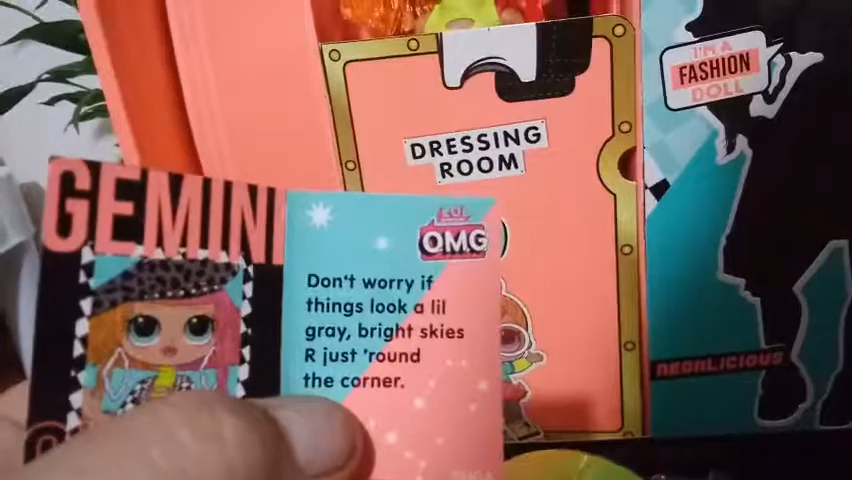 I'M A
FASHION
DOLL
DRESSING
ROOM
GEMINI
LOL
OMG
Don't worry if
things look a lil
gray, bright skies
R just 'round
the corner.
NEONLICIOUS